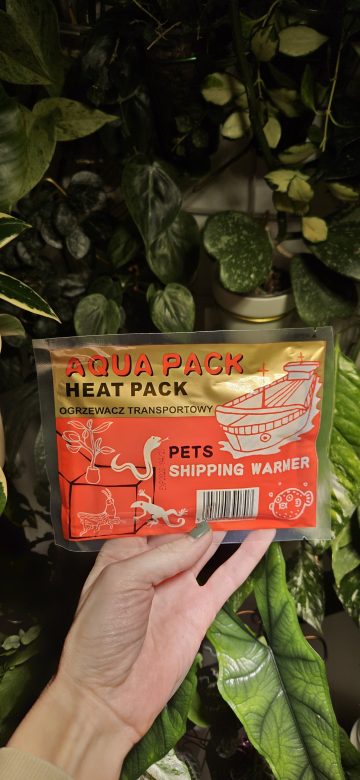 AQUA PACK
HEAT PACK
OGRZEWACZ TRANSPORTOWY
PETS
SHIPPING WARMER